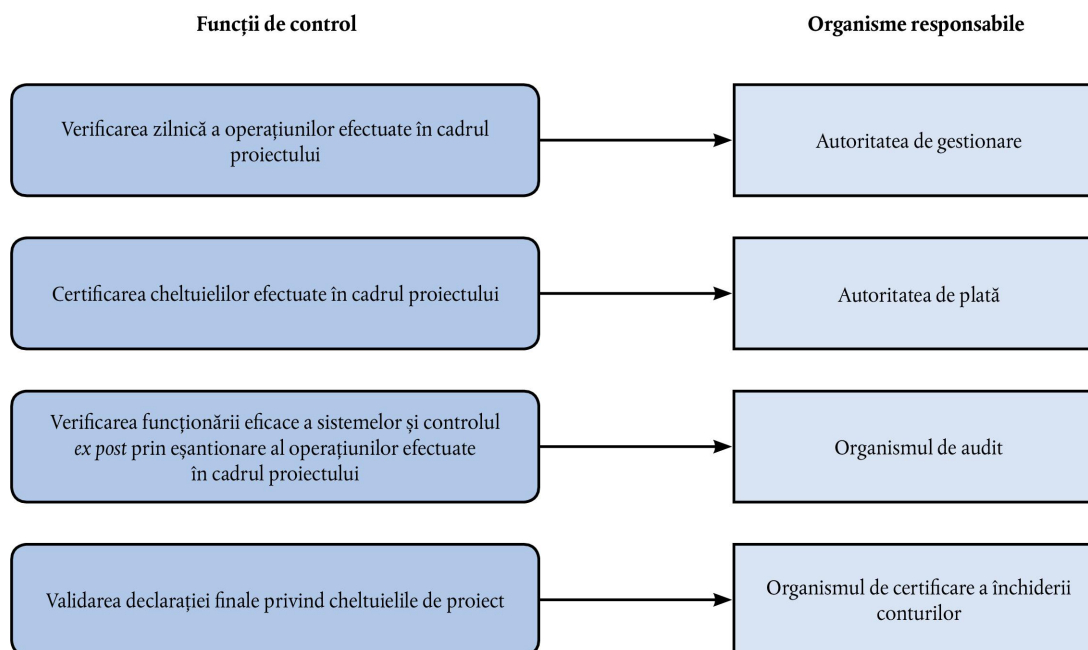 Funcții de control
Organisme responsabile
Verificarea zilnică a operațiunilor efectuate în cadrul
proiectului
Autoritatea de gestionare
Certificarea cheltuielilor efectuate în cadrul proiectului
Autoritatea de plată
Verificarea funcționării eficace a sistemelor și controlul
ex post prin eșantionare al operațiunilor efectuate
în cadrul proiectului
Organismul de audit
Validarea declarației finale privind cheltuielile de proiect
Organismul de certificare a închiderii
conturilor